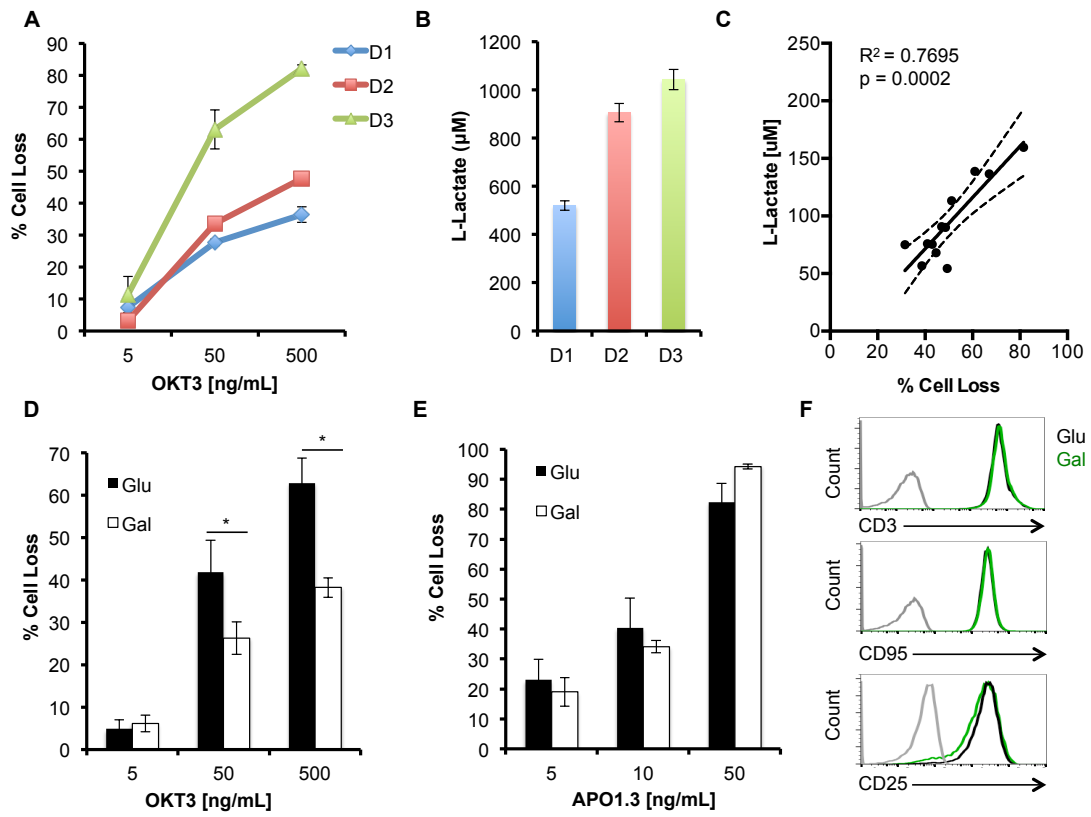 A
% Cell Loss
90
80
70
60
50
40
30
20
10
0
5 50 500
OKT3 [ng/mL]
D1
D2
D3
B
L-Lactate (µM)
1200
1000
800
600
400
200
0
D1 D2 D3
C
R² = 0.7695
p = 0.0002
L-Lactate [uM]
250
200
150
100
50
0
0 20 40 60 80 100
% Cell Loss
D
% Cell Loss
70
60
50
40
30
20
10
0
Glu
Gal
*
*
5 50 500
OKT3 [ng/mL]
E
% Cell Loss
100
90
80
70
60
50
40
30
20
10
0
Glu
Gal
5 10 50
APO1.3 [ng/mL]
F
Glu
Gal
Count
CD3
Count
CD95
Count
CD25